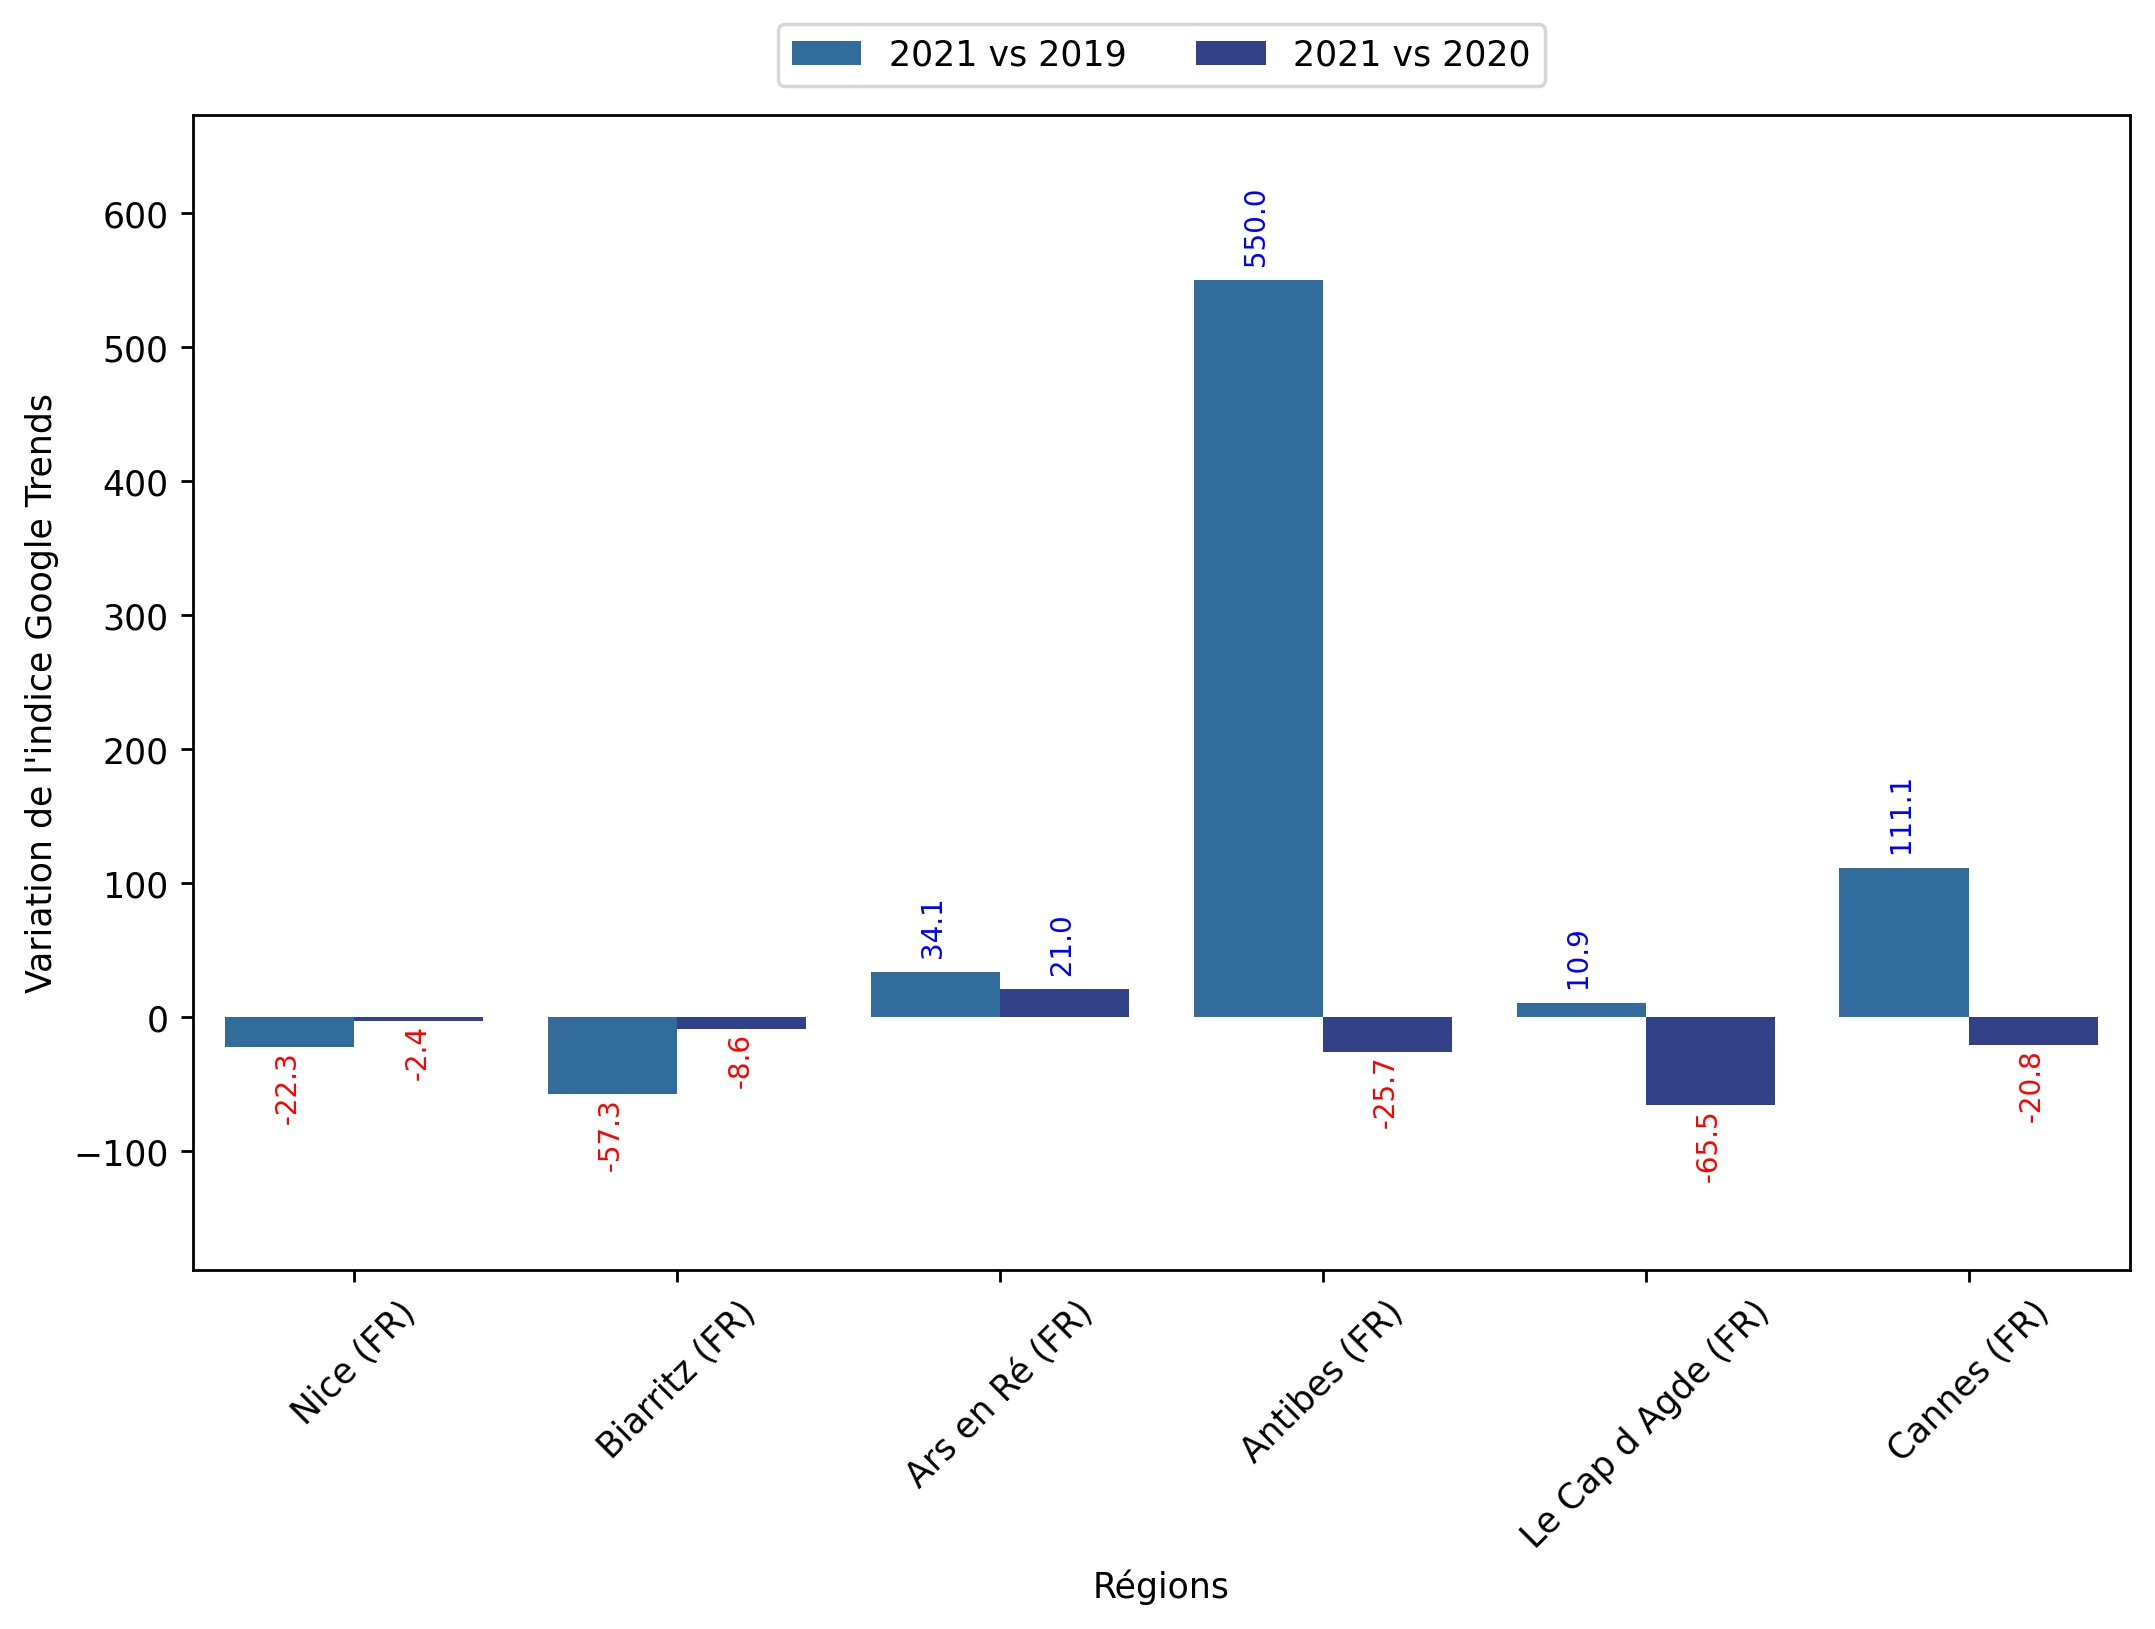 2021 vs 2019
2021 vs 2020
Variation de l'indice Google Trends
600
500
400
300
200
100
0
−100
-22.3
-2.4
-57.3
-8.6
34.1
21.0
550.0
-25.7
10.9
-65.5
111.1
-20.8
Nice (FR)
Biarritz (FR)
Ars en Ré (FR)
Antibes (FR)
Le Cap d Agde (FR)
Cannes (FR)
Régions